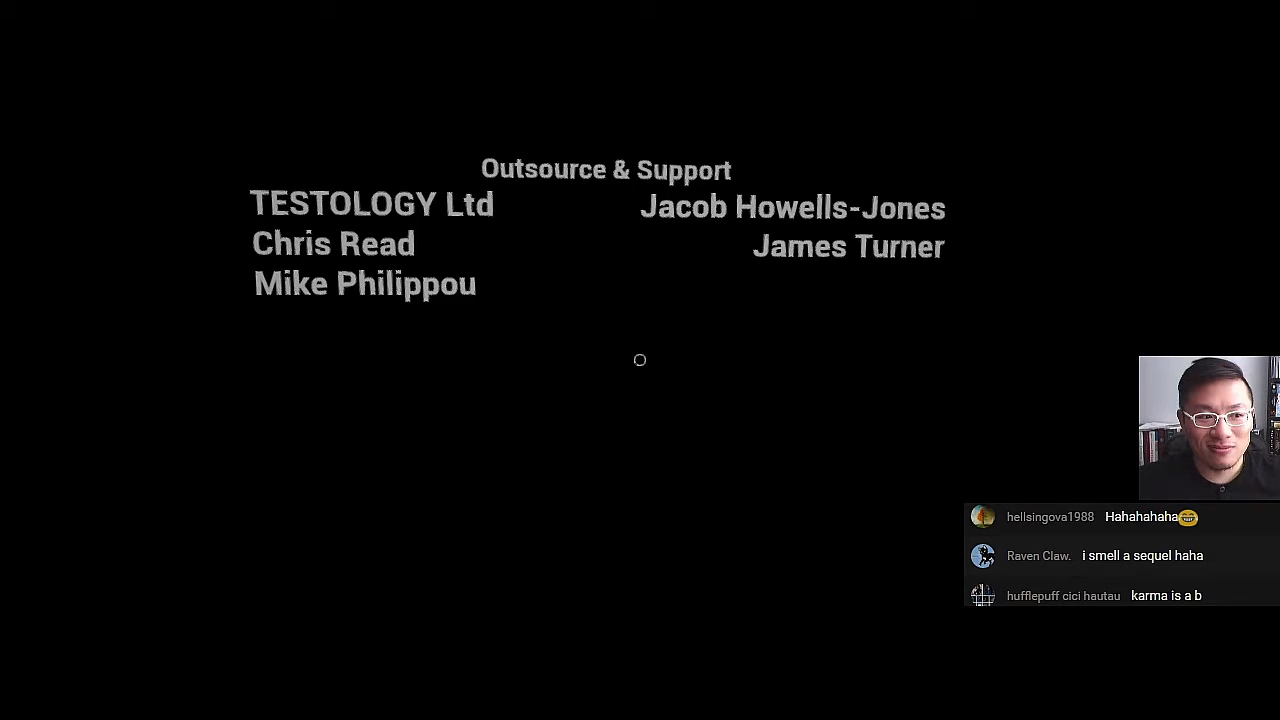 Outsource & Support
TESTOLOGY Ltd
Jacob Howells-Jones
Chris Read
James Turner
Mike Philippou
hellsingova1988 Hahahahaha
Raven Claw. i smell a sequel haha
hufflepuff cici hautau karma is a b